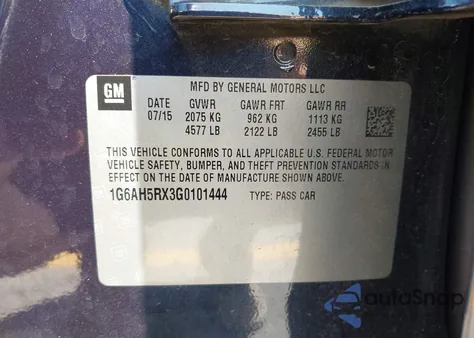 GM
MFD BY GENERAL MOTORS LLC
DATE GVWR GAWR FRT GAWR RR
07/15 2075 KG 962 KG 1113 KG
4577 LB 2122 LB 2455 LB
THIS VEHICLE CONFORMS TO ALL APPLICABLE U.S. FEDERAL MOTOR
VEHICLE SAFETY, BUMPER, AND THEFT PREVENTION STANDARDS IN
EFFECT ON THE DATE OF MANUFACTURE SHOWN ABOVE.
1G6AH5RX3G0101444 TYPE: PASS CAR
autoSnap